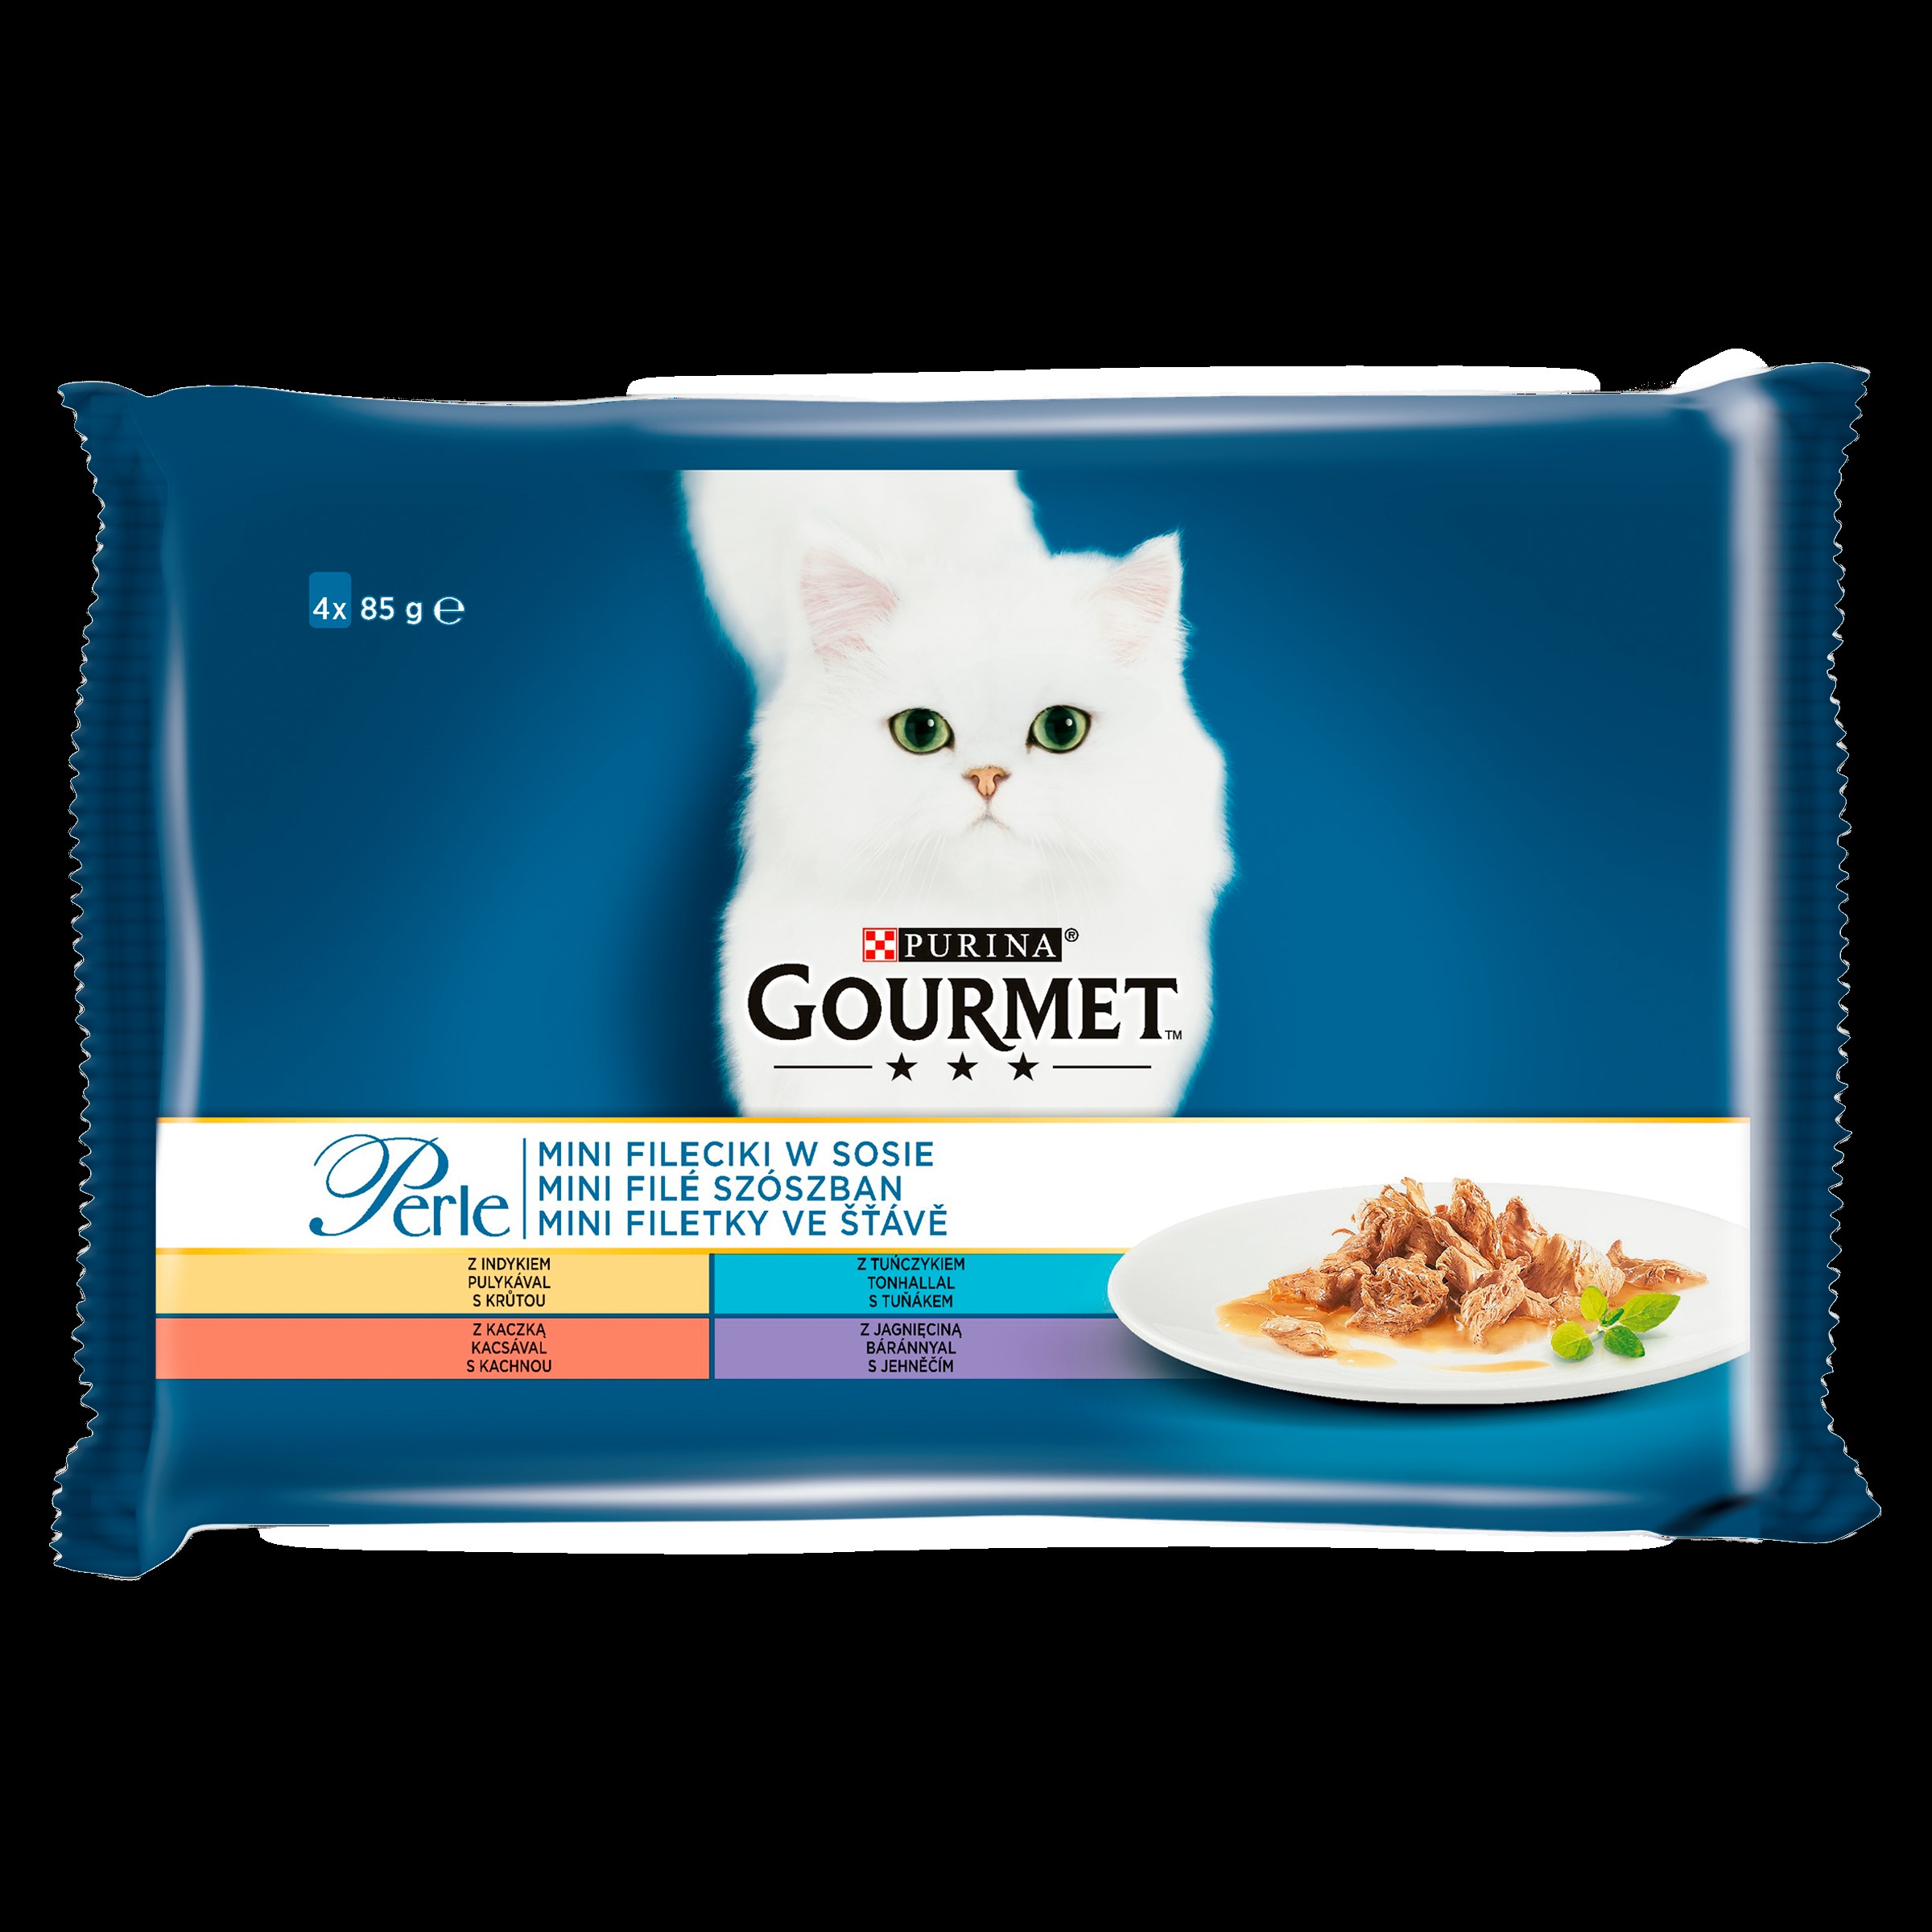 4x 85 g ℮
PURINA®
GOURMET™
Perle
MINI FILECIKI W SOSIE
MINI FILÉ SZÓSZBAN
MINI FILETKY VE ŠŤÁVĚ
Z INDYKIEM
PULYKÁVAL
S KRŮTOU
Z TUŃCZYKIEM
TONHALLAL
S TUŇÁKEM
Z KACZKĄ
KACSÁVAL
S KACHNOU
Z JAGNIĘCINĄ
BÁRÁNNYAL
S JEHNĚČÍM